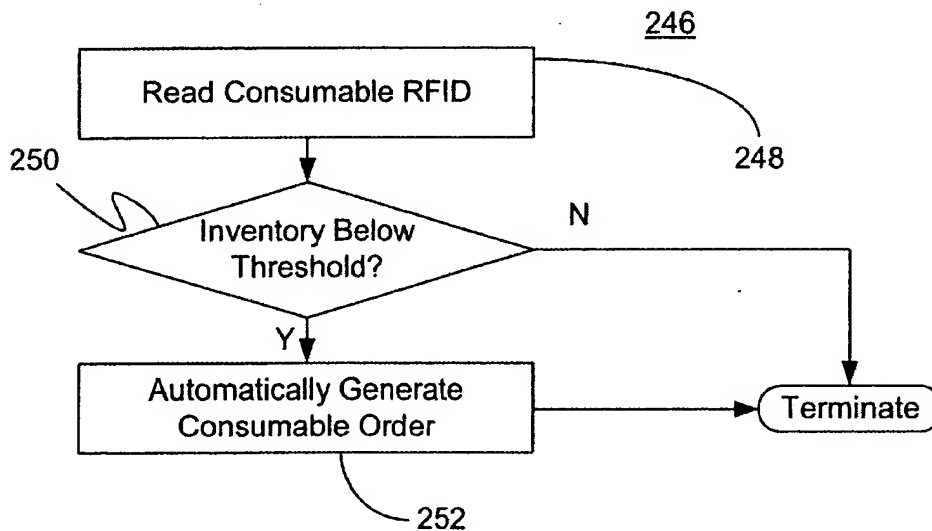 246
Read Consumable RFID
248
250
Inventory Below
Threshold?
N
Y
Automatically Generate
Consumable Order
Terminate
252